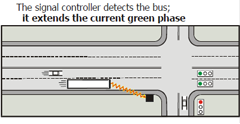 The signal controller detects the bus;
it extends the current green phase